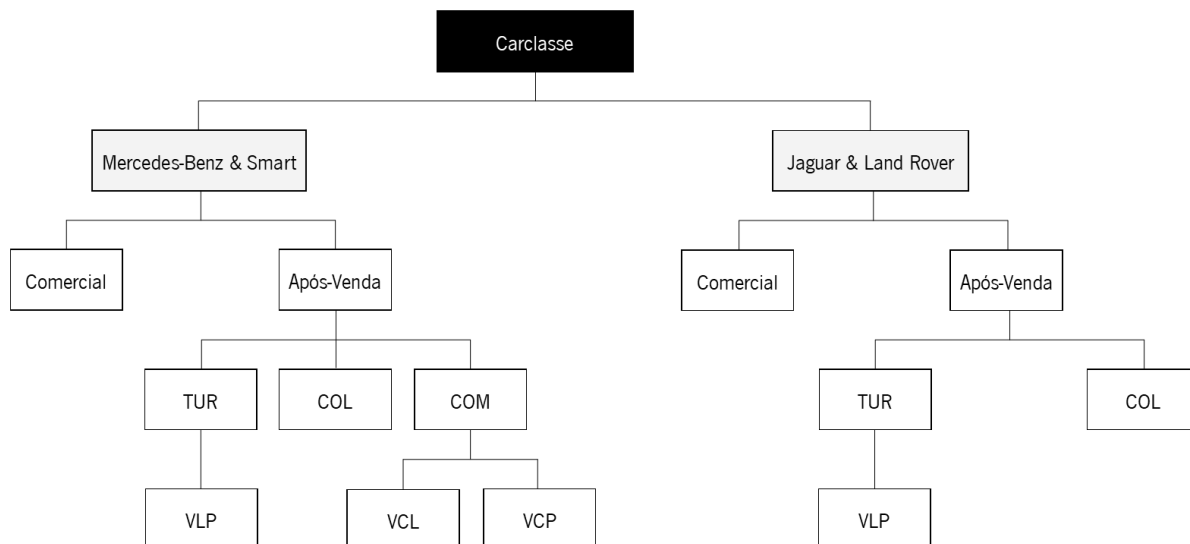 Carclasse
Mercedes-Benz & Smart
Jaguar & Land Rover
Comercial
Após-Venda
Comercial
Após-Venda
TUR
COL
COM
TUR
COL
VLP
VCL
VCP
VLP